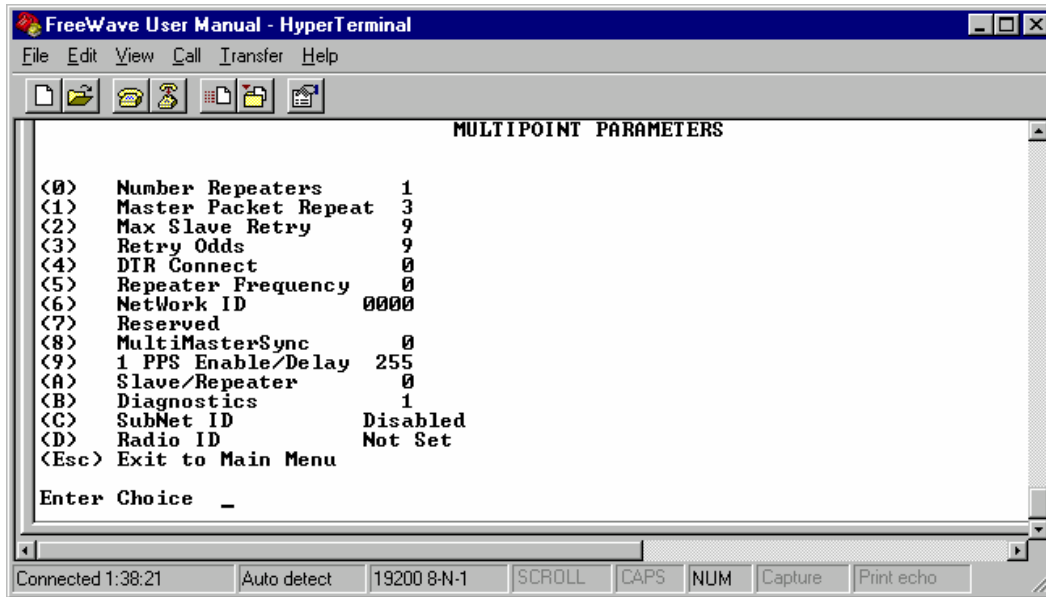 FreeWave User Manual - HyperTerminal
File Edit View Call Transfer Help
MULTIPOINT PARAMETERS
(0) Number Repeaters 1
(1) Master Packet Repeat 3
(2) Max Slave Retry 9
(3) Retry Odds 9
(4) DTR Connect 0
(5) Repeater Frequency 0
(6) NetWork ID 0000
(7) Reserved
(8) MultiMasterSync 0
(9) 1 PPS Enable/Delay 255
(A) Slave/Repeater 0
(B) Diagnostics 1
(C) SubNet ID Disabled
(D) Radio ID Not Set
(Esc) Exit to Main Menu
Enter Choice _
Connected 1:38:21 Auto detect 19200 8-N-1 SCROLL CAPS NUM Capture Print echo